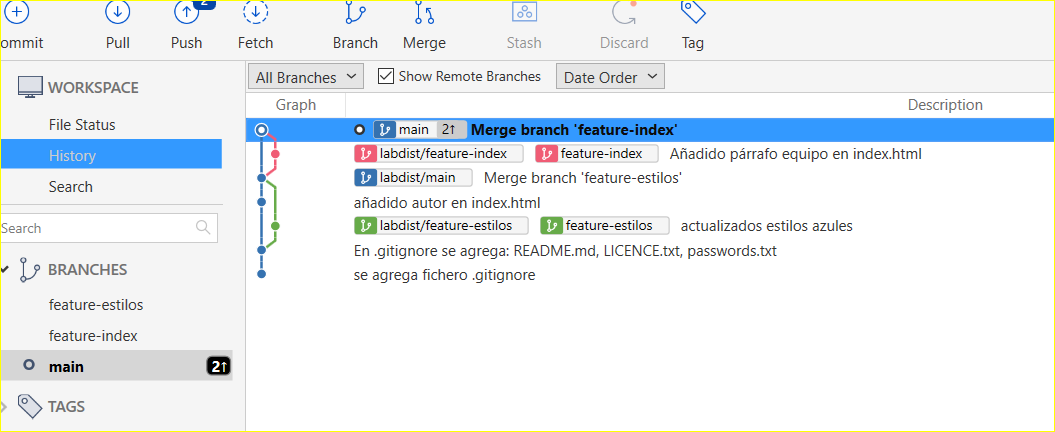 ommit Pull Push 2 Fetch Branch Merge Stash Discard Tag
WORKSPACE
File Status
History
Search
Search
BRANCHES
feature-estilos
feature-index
main 2↑
TAGS
All Branches Show Remote Branches Date Order
Graph Description
main 2↑ Merge branch 'feature-index'
labdist/feature-index feature-index Añadido párrafo equipo en index.html
labdist/main Merge branch 'feature-estilos'
añadido autor en index.html
labdist/feature-estilos feature-estilos actualizados estilos azules
En .gitignore se agrega: README.md, LICENCE.txt, passwords.txt
se agrega fichero .gitignore